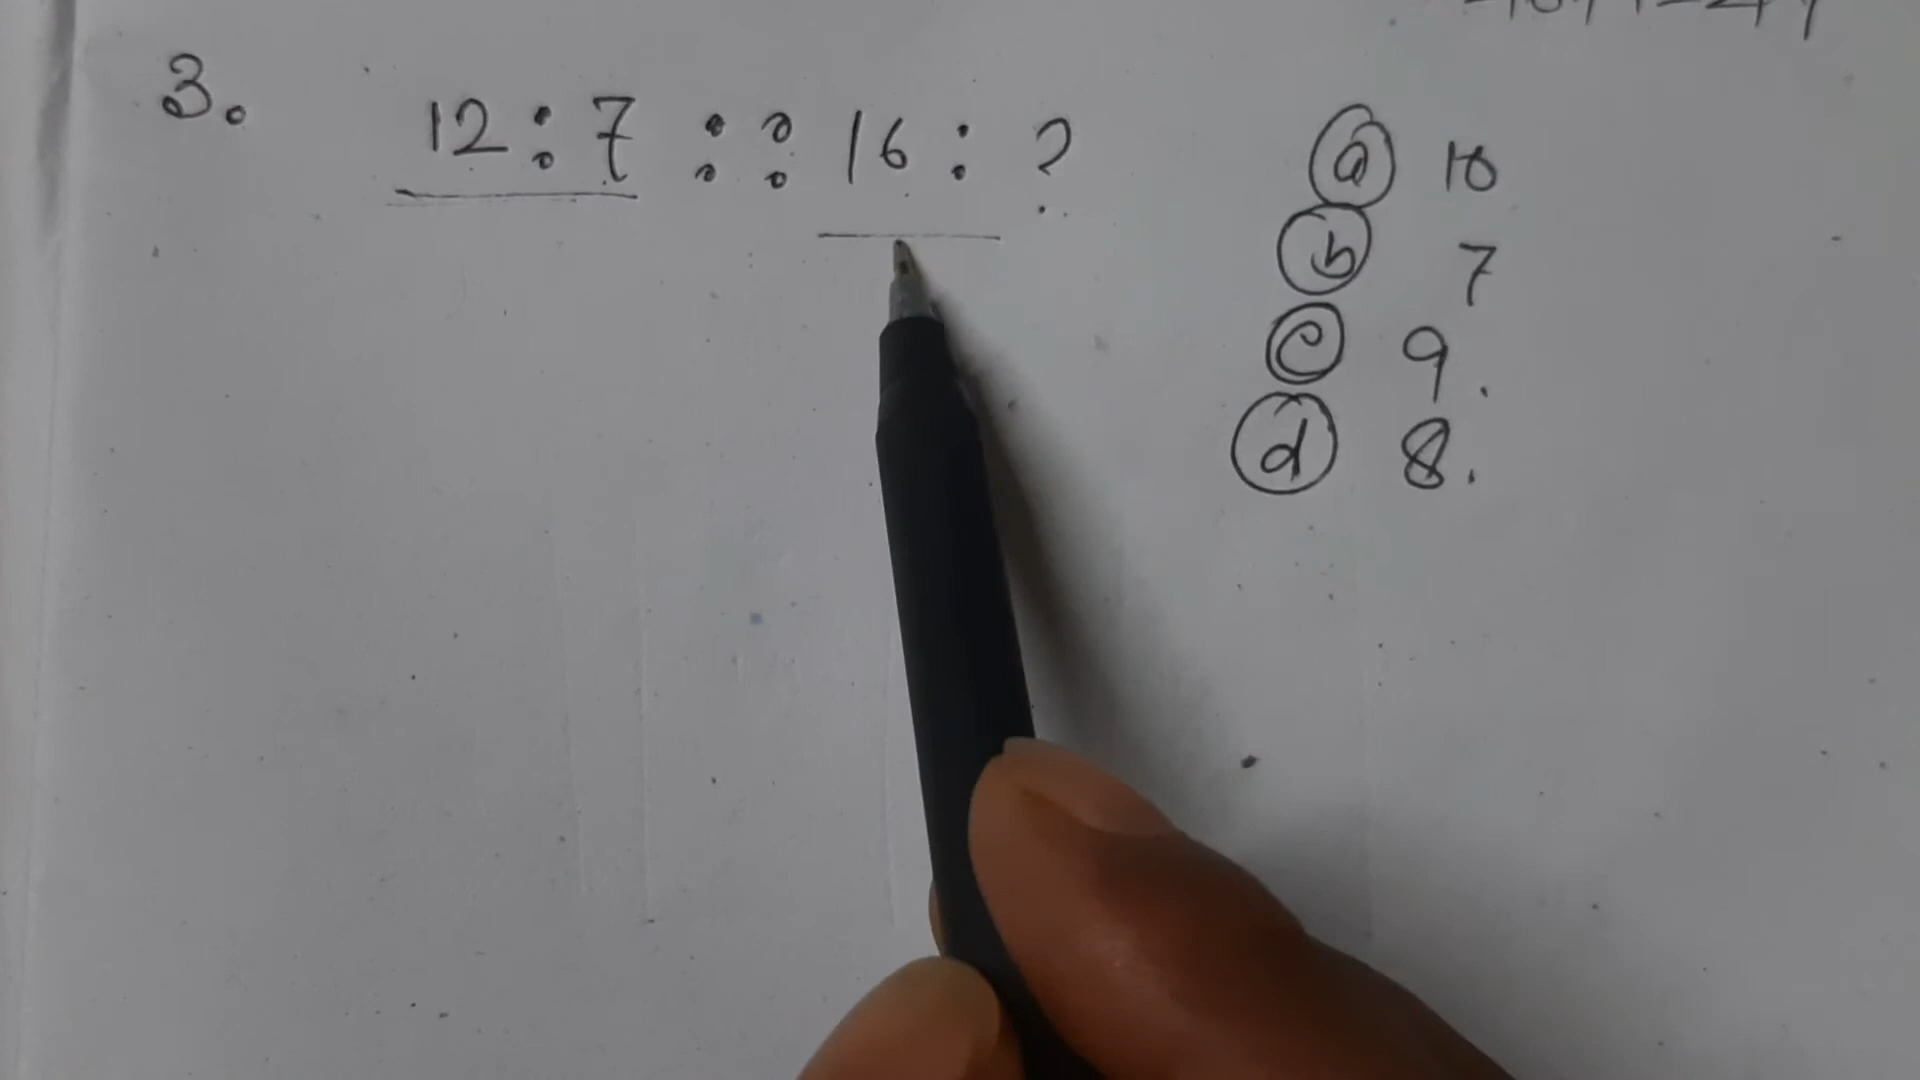 3. 12 : 7 :: 16 : ?
(a) 10
(b) 7
(c) 9.
(d) 8.